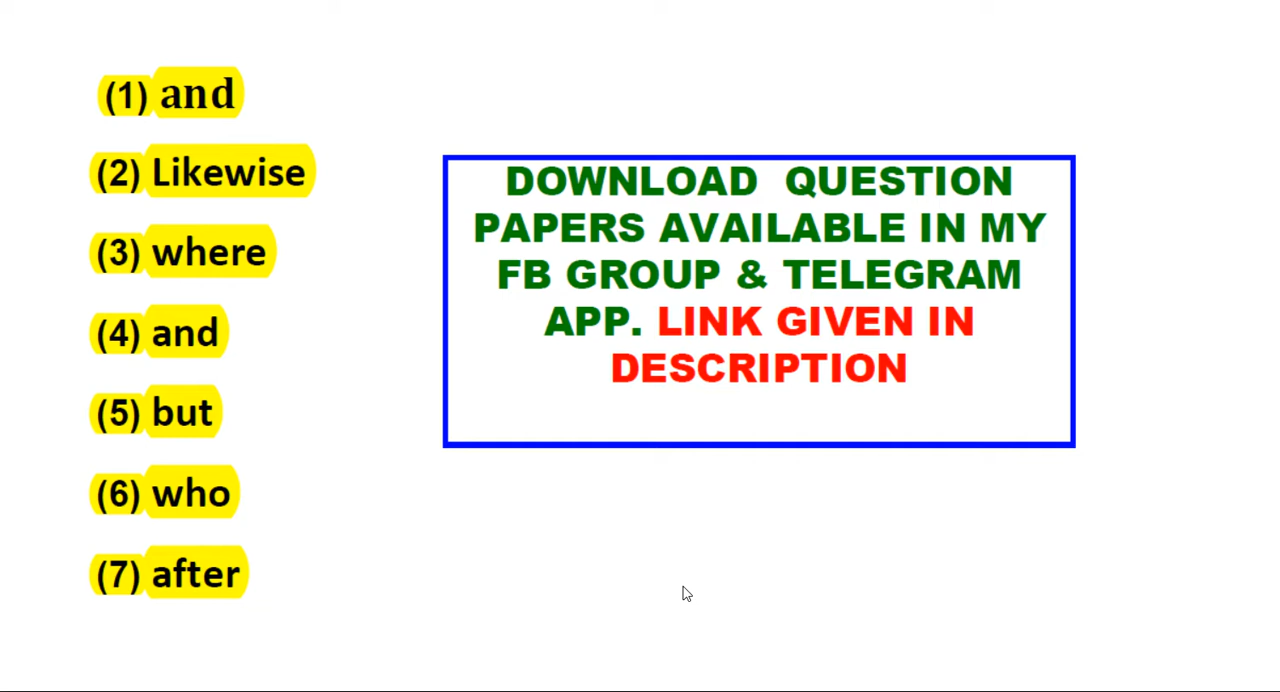 (1) and
(2) Likewise
(3) where
(4) and
(5) but
(6) who
(7) after
DOWNLOAD QUESTION
PAPERS AVAILABLE IN MY
FB GROUP & TELEGRAM
APP. LINK GIVEN IN
DESCRIPTION